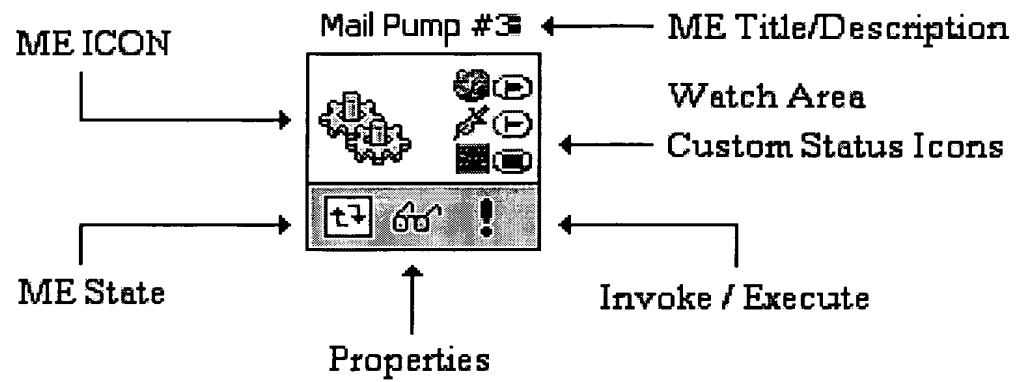 Mail Pump #3
ME Title/Description
ME ICON
Watch Area
Custom Status Icons
ME State
Invoke / Execute
Properties